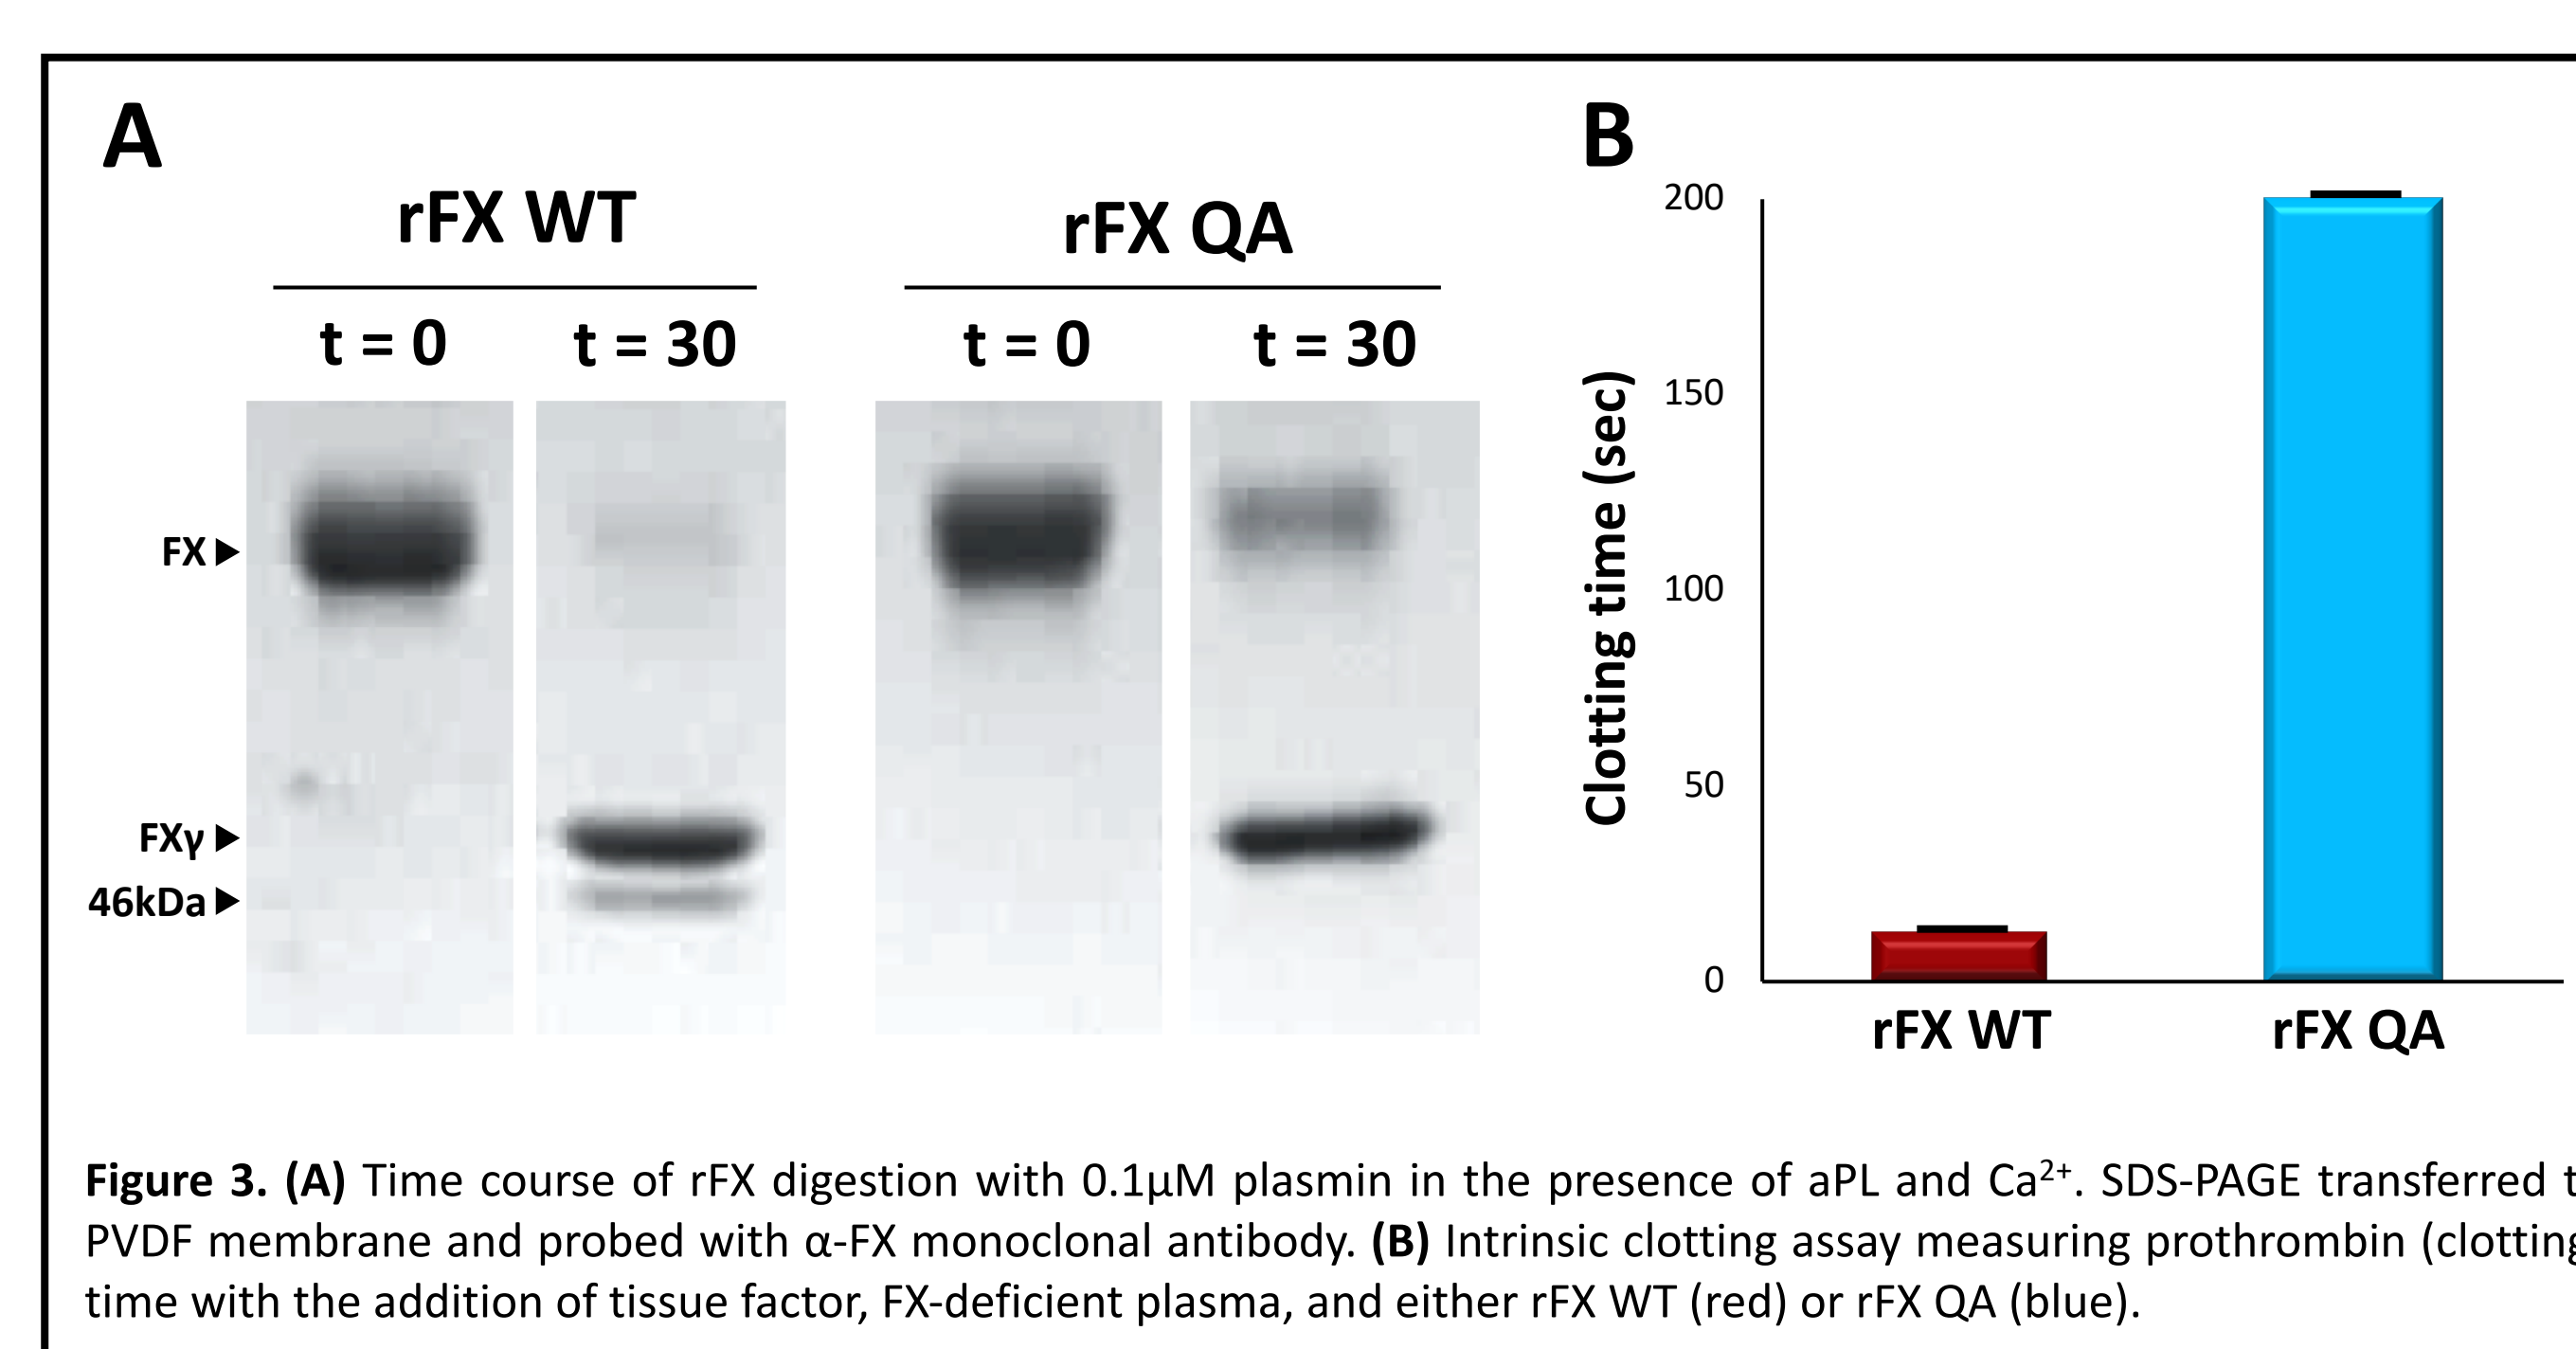 A
rFX WT
rFX QA
t = 0
t = 30
t = 0
t = 30
FX
FXγ
46kDa
B
Clotting time (sec)
200
150
100
50
0
rFX WT
rFX QA
Figure 3. (A) Time course of rFX digestion with 0.1µM plasmin in the presence of aPL and Ca²⁺. SDS-PAGE transferred
PVDF membrane and probed with α-FX monoclonal antibody. (B) Intrinsic clotting assay measuring prothrombin (clotting
time with the addition of tissue factor, FX-deficient plasma, and either rFX WT (red) or rFX QA (blue).